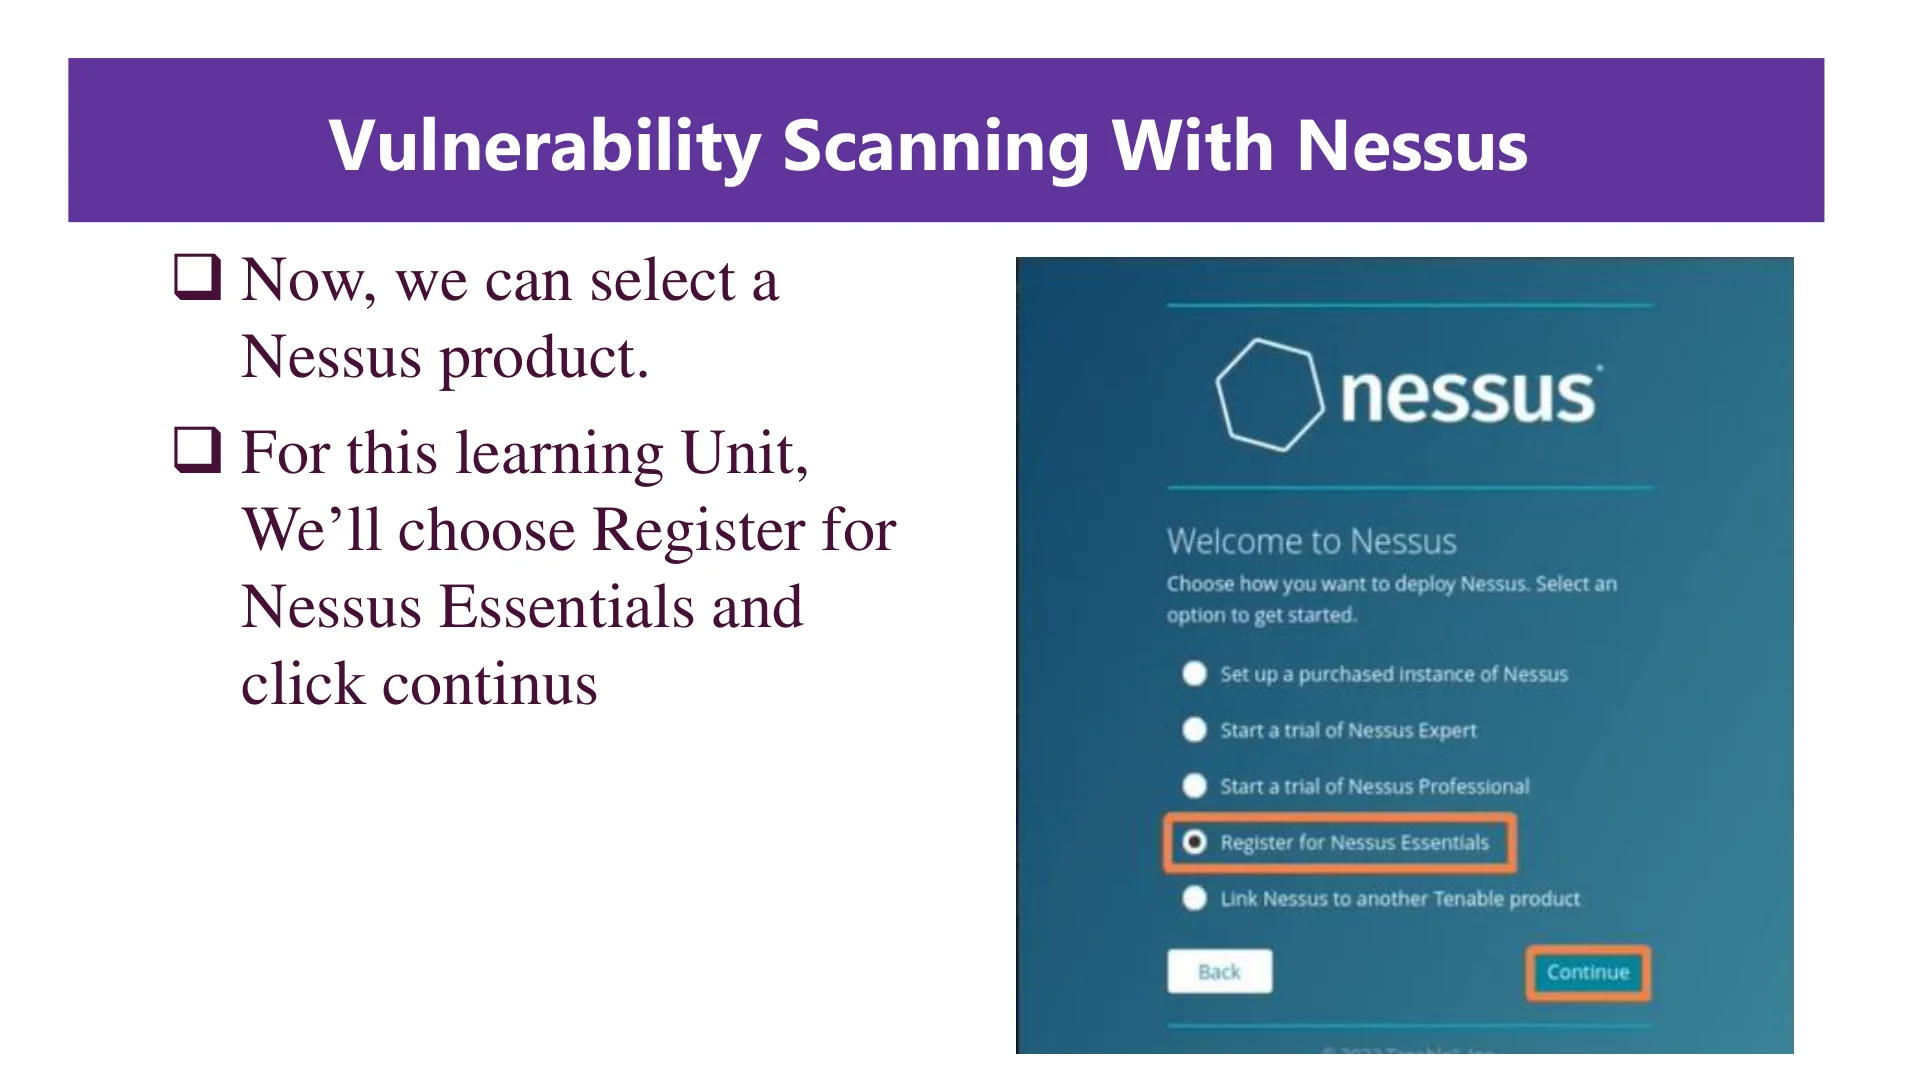 Vulnerability Scanning With Nessus
Now, we can select a
Nessus product.
For this learning Unit,
We’ll choose Register for
Nessus Essentials and
click continus
nessus
Welcome to Nessus
Choose how you want to deploy Nessus. Select an
option to get started.
Set up a purchased instance of Nessus
Start a trial of Nessus Expert
Start a trial of Nessus Professional
Register for Nessus Essentials
Link Nessus to another Tenable product
Back
Continue